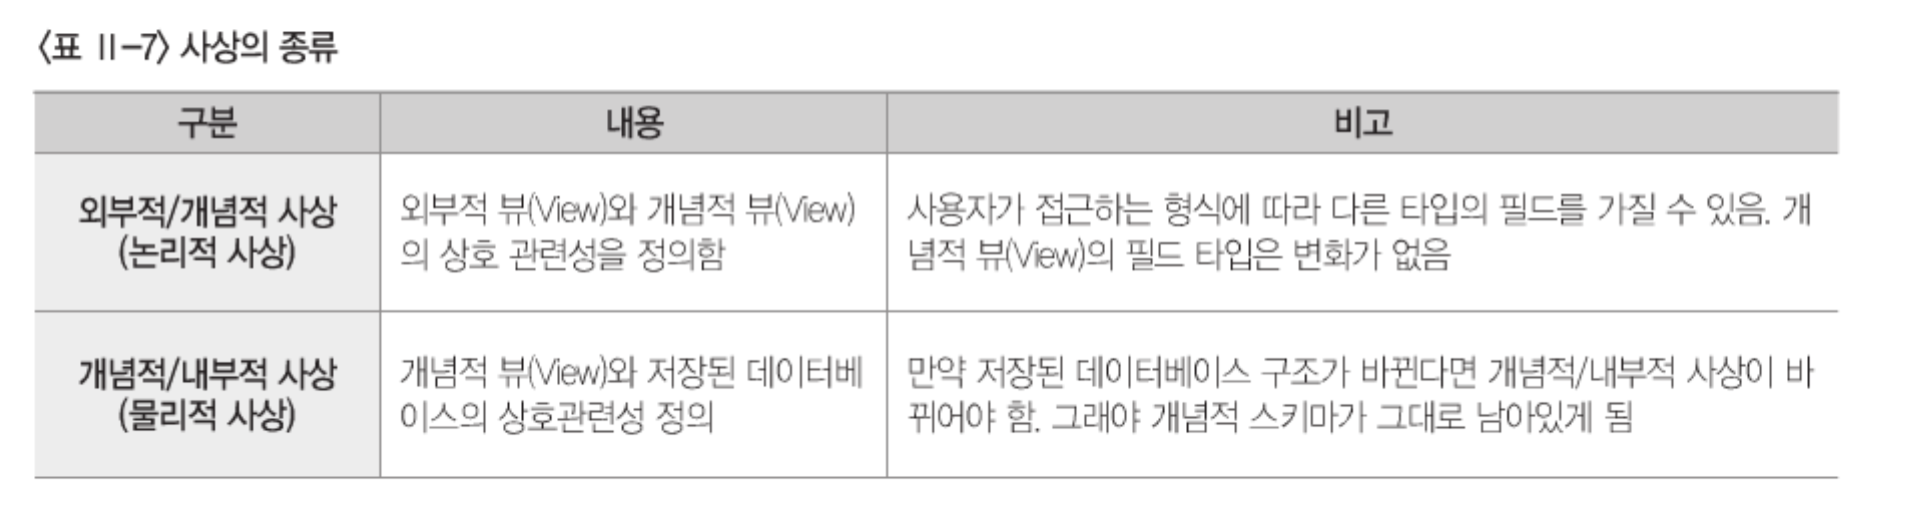 〈표 Ⅱ-7〉 사상의 종류
구분 내용 비고
외부적/개념적 사상
(논리적 사상)
외부적 뷰(View)와 개념적 뷰(View)
의 상호 관련성을 정의함
사용자가 접근하는 형식에 따라 다른 타입의 필드를 가질 수 있음. 개
념적 뷰(View)의 필드 타입은 변화가 없음
개념적/내부적 사상
(물리적 사상)
개념적 뷰(View)와 저장된 데이터베
이스의 상호관련성 정의
만약 저장된 데이터베이스 구조가 바뀐다면 개념적/내부적 사상이 바
뀌어야 함. 그래야 개념적 스키마가 그대로 남아있게 됨